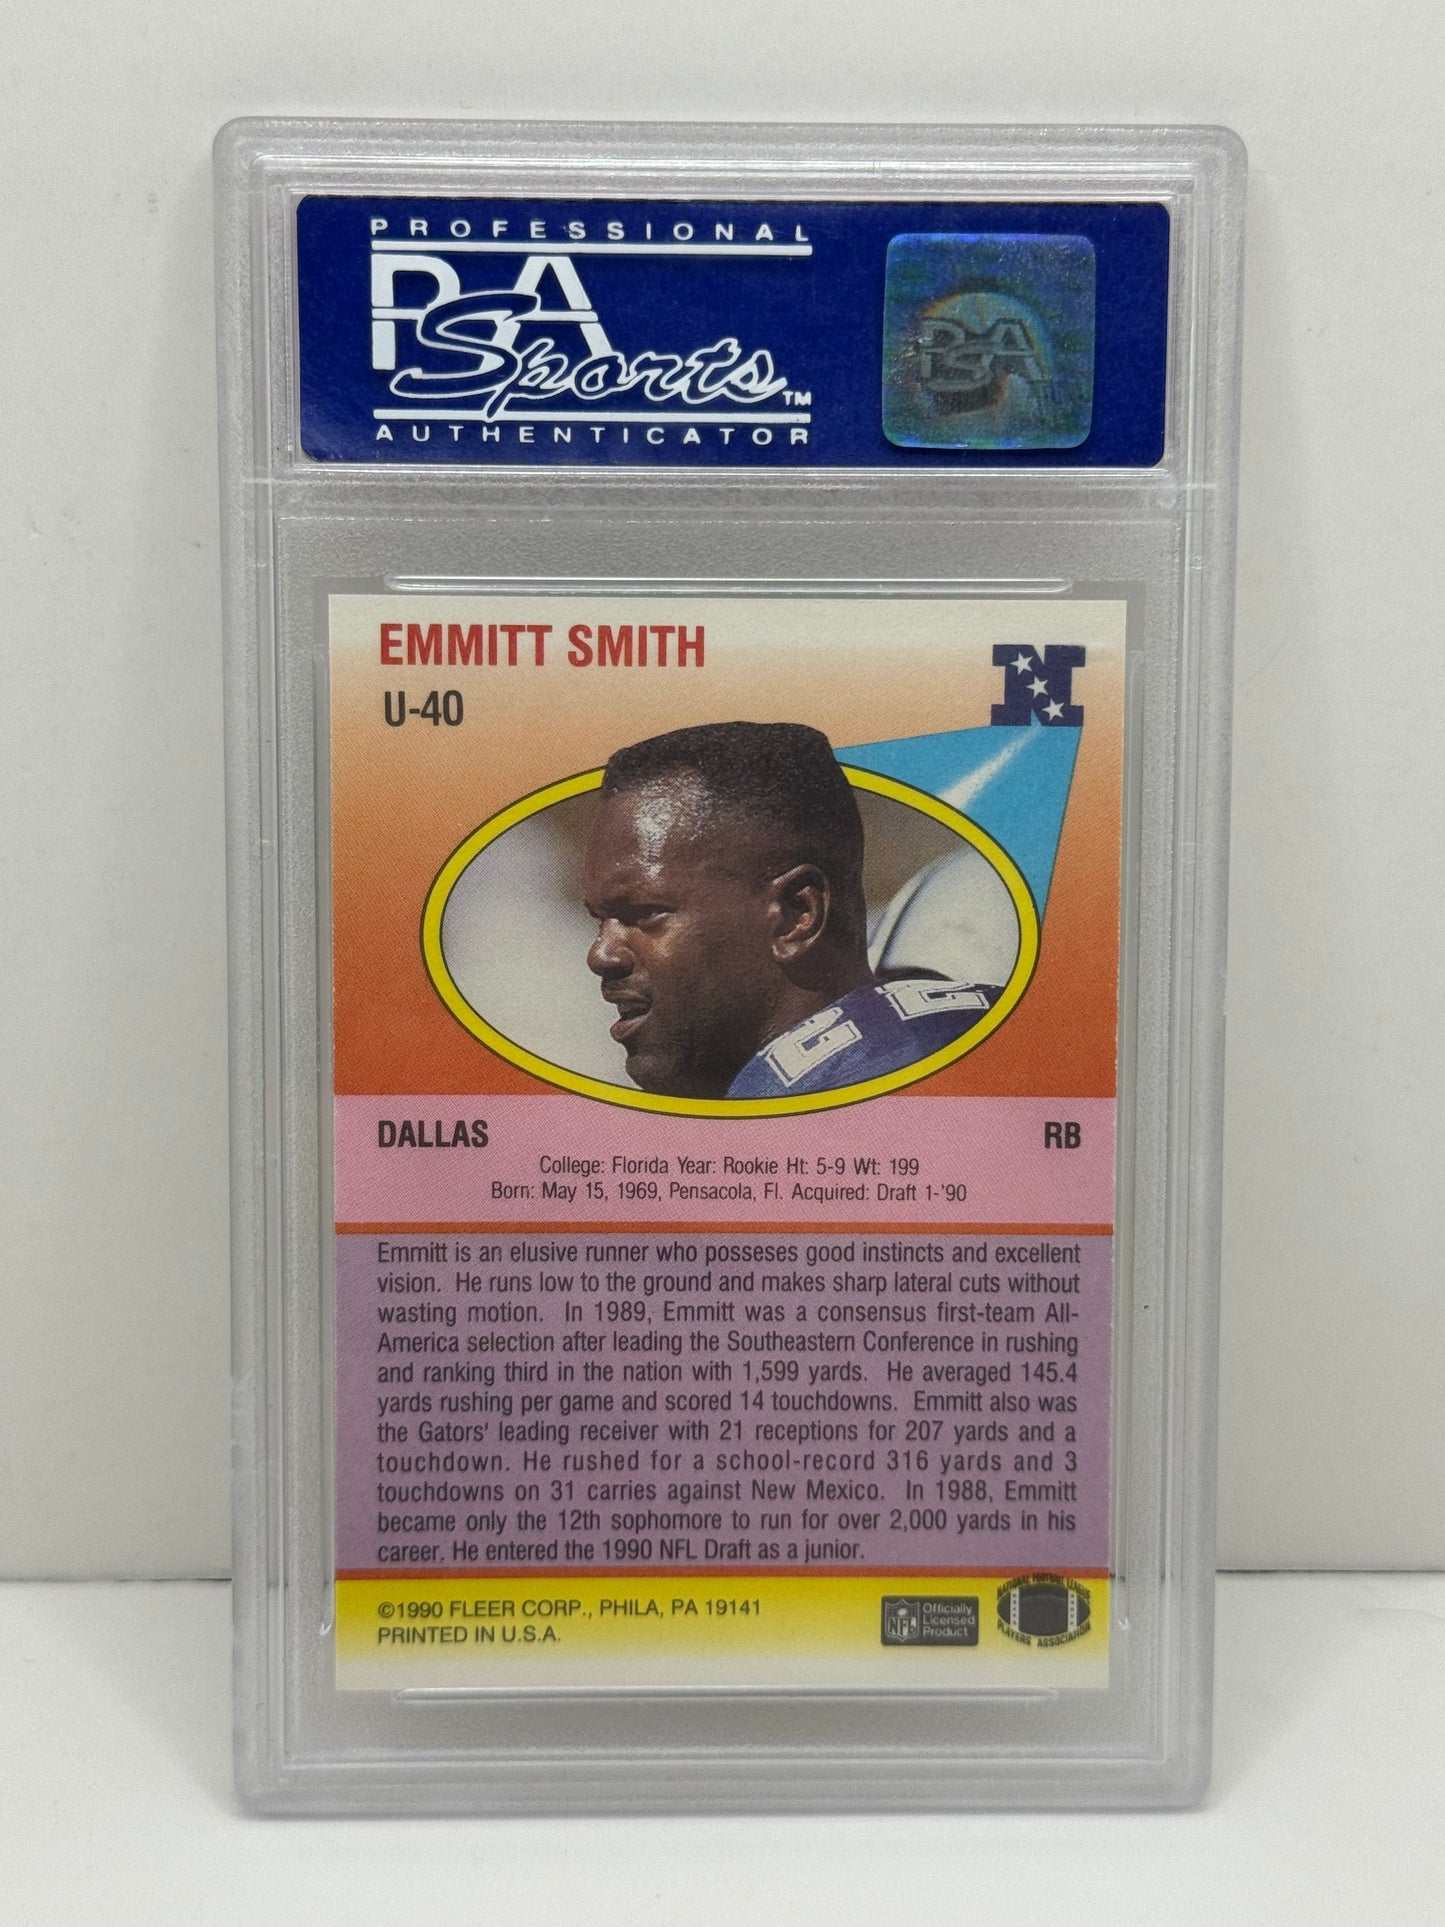 PROFESSIONAL
PSA
Sports™
AUTHENTICATOR
PSA
EMMITT SMITH
U-40
N
22
DALLAS
RB
College: Florida Year: Rookie Ht: 5-9 Wt: 199
Born: May 15, 1969, Pensacola, Fl. Acquired: Draft 1-'90
Emmitt is an elusive runner who posseses good instincts and excellent
vision. He runs low to the ground and makes sharp lateral cuts without
wasting motion. In 1989, Emmitt was a consensus first-team All-
America selection after leading the Southeastern Conference in rushing
and ranking third in the nation with 1,599 yards. He averaged 145.4
yards rushing per game and scored 14 touchdowns. Emmitt also was
the Gators' leading receiver with 21 receptions for 207 yards and a
touchdown. He rushed for a school-record 316 yards and 3
touchdowns on 31 carries against New Mexico. In 1988, Emmitt
became only the 12th sophomore to run for over 2,000 yards in his
career. He entered the 1990 NFL Draft as a junior.
©1990 FLEER CORP., PHILA, PA 19141
PRINTED IN U.S.A.
NFL
Officially
Licensed
Product
NATIONAL FOOTBALL LEAGUE
PLAYERS ASSOCIATION